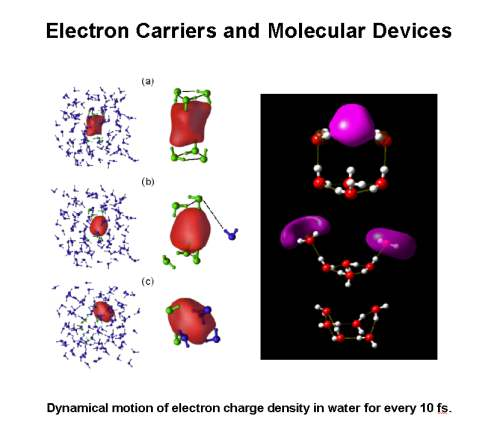 Electron Carriers and Molecular Devices
(a)
(b)
(c)
Dynamical motion of electron charge density in water for every 10 fs.